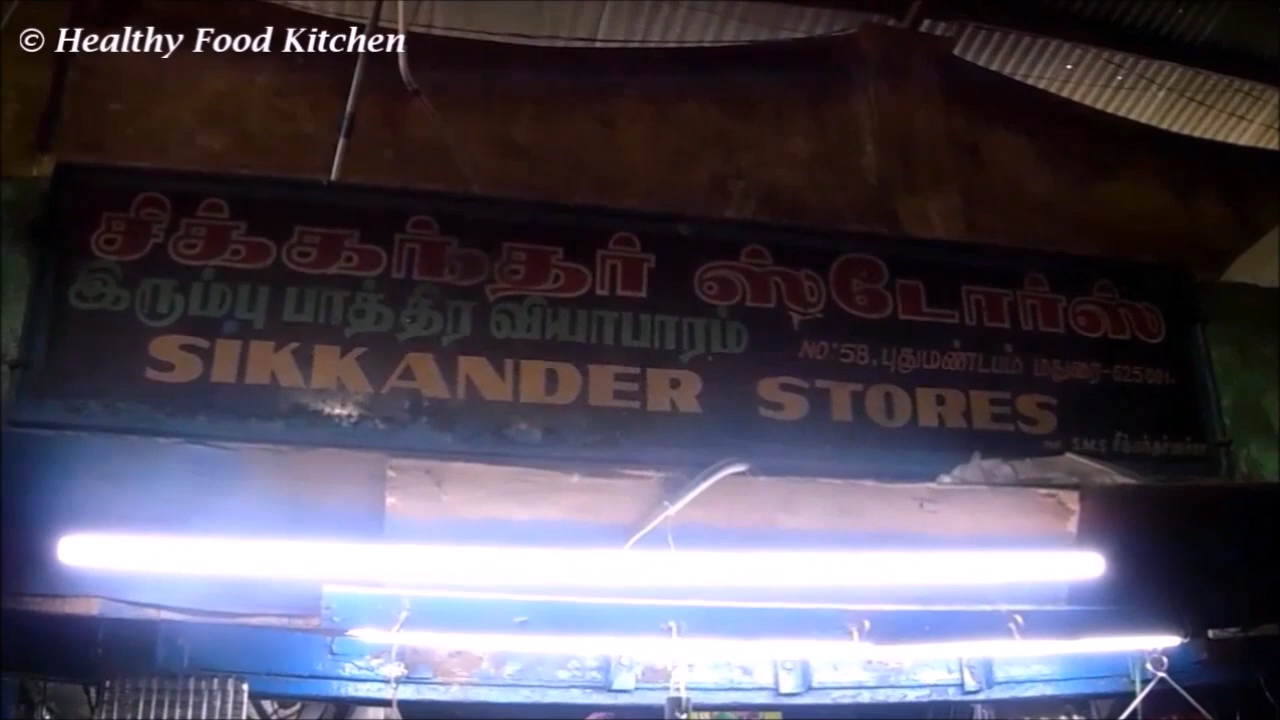 © Healthy Food Kitchen
சிக்கந்தர் ஸ்டோர்ஸ்
இரும்பு பாத்திர வியாபாரம்
NO: 58, புதுமண்டபம் மதுரை-625001.
SIKKANDER STORES
S.M.S